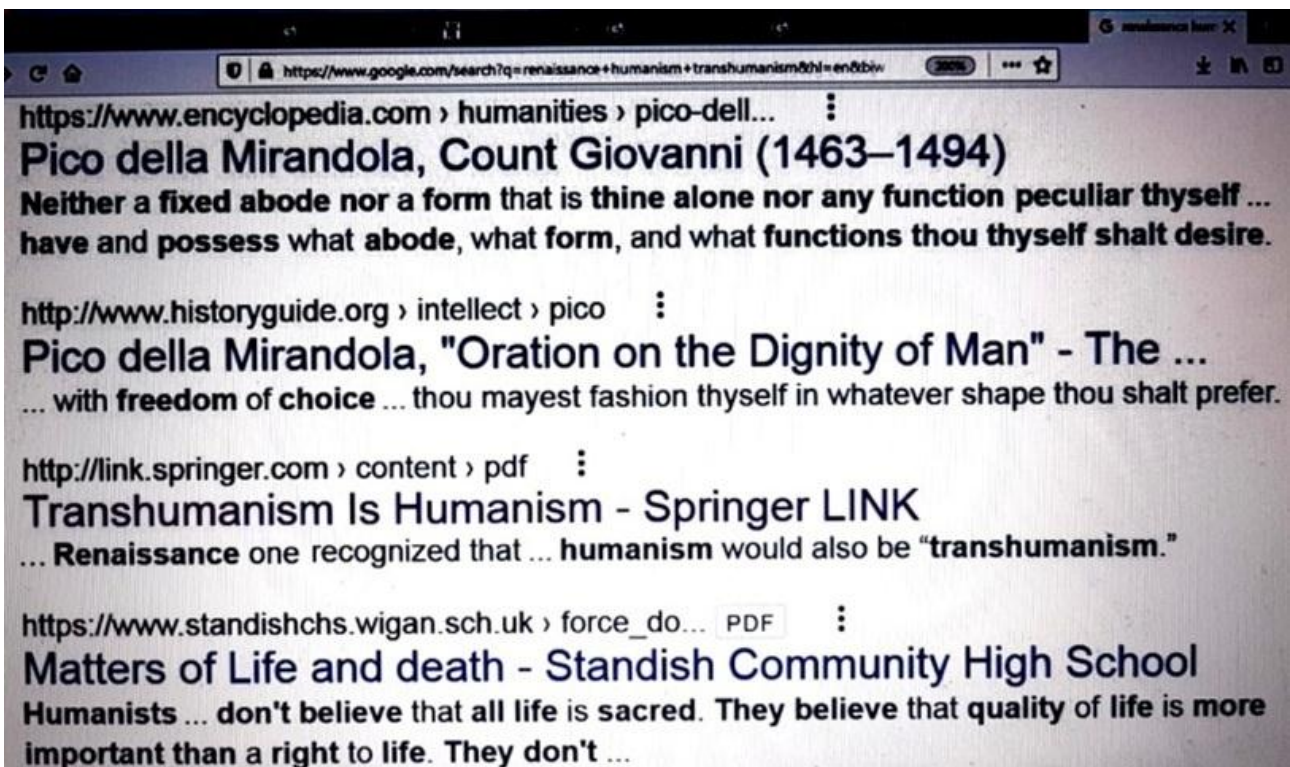 https://www.google.com/search?q=renaissance+humanism+transhumanism&hl=en&biw
https://www.encyclopedia.com › humanities › pico-dell...
Pico della Mirandola, Count Giovanni (1463–1494)
Neither a fixed abode nor a form that is thine alone nor any function peculiar thyself ...
have and possess what abode, what form, and what functions thou thyself shalt desire.
http://www.historyguide.org › intellect › pico
Pico della Mirandola, "Oration on the Dignity of Man" - The ...
... with freedom of choice ... thou mayest fashion thyself in whatever shape thou shalt prefer.
http://link.springer.com › content › pdf
Transhumanism Is Humanism - Springer LINK
... Renaissance one recognized that ... humanism would also be “transhumanism.”
https://www.standishchs.wigan.sch.uk › force_do... PDF
Matters of Life and death - Standish Community High School
Humanists ... don't believe that all life is sacred. They believe that quality of life is more
important than a right to life. They don't ...